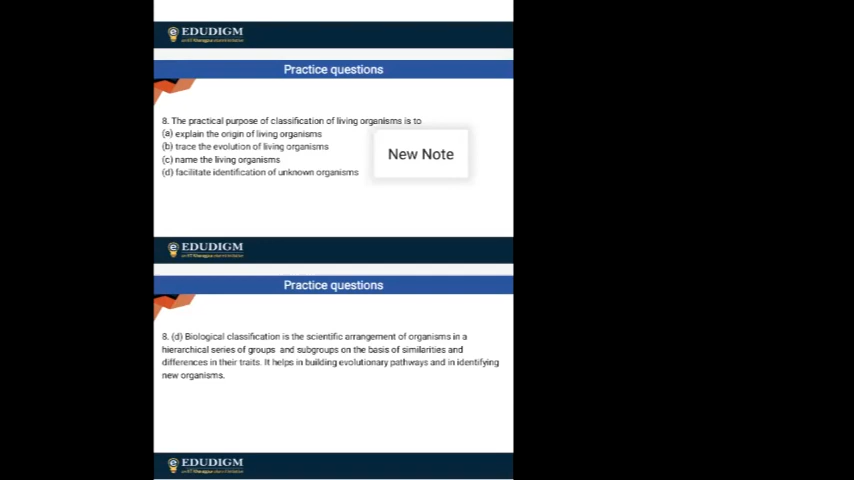 EDUDIGM
Practice questions
8. The practical purpose of classification of living organisms is to
(a) explain the origin of living organisms
(b) trace the evolution of living organisms
(c) name the living organisms
(d) facilitate identification of unknown organisms
New Note
EDUDIGM
Practice questions
8. (d) Biological classification is the scientific arrangement of organisms in a
hierarchical series of groups and subgroups on the basis of similarities and
differences in their traits. It helps in building evolutionary pathways and in identifying
new organisms.
EDUDIGM